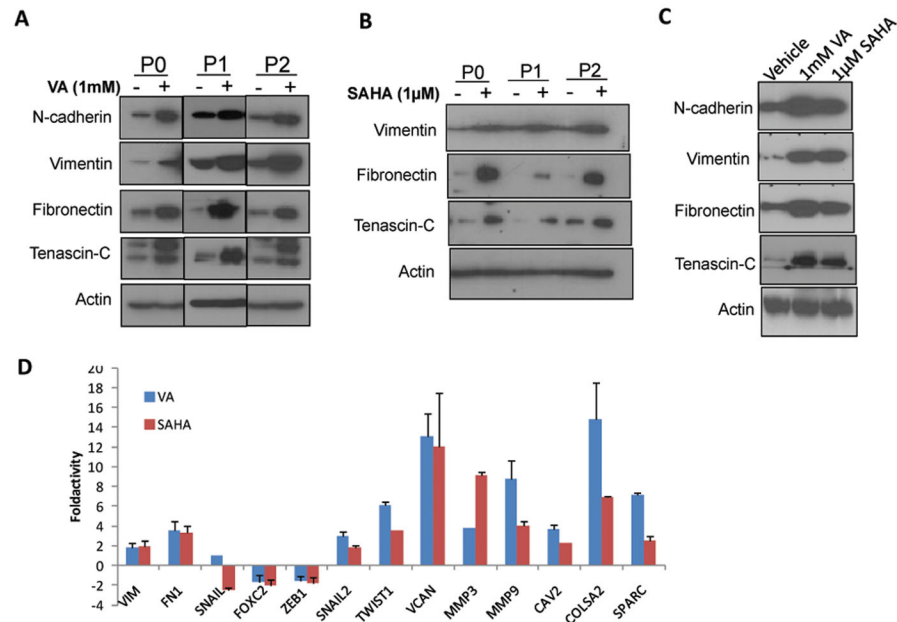 A
P0 P1 P2
VA (1mM) - + - + - +
N-cadherin
Vimentin
Fibronectin
Tenascin-C
Actin
B
P0 P1 P2
SAHA (1µM) - + - + - +
Vimentin
Fibronectin
Tenascin-C
Actin
C
Vehicle 1mM VA 1µM SAHA
N-cadherin
Vimentin
Fibronectin
Tenascin-C
Actin
D
Foldactivity
20
18
16
14
12
10
8
6
4
2
0
-2
-4
VA
SAHA
VIM FN1 SNAIL FOXC2 ZEB1 SNAIL2 TWIST1 VCAN MMP3 MMP9 CAV2 COLSA2 SPARC